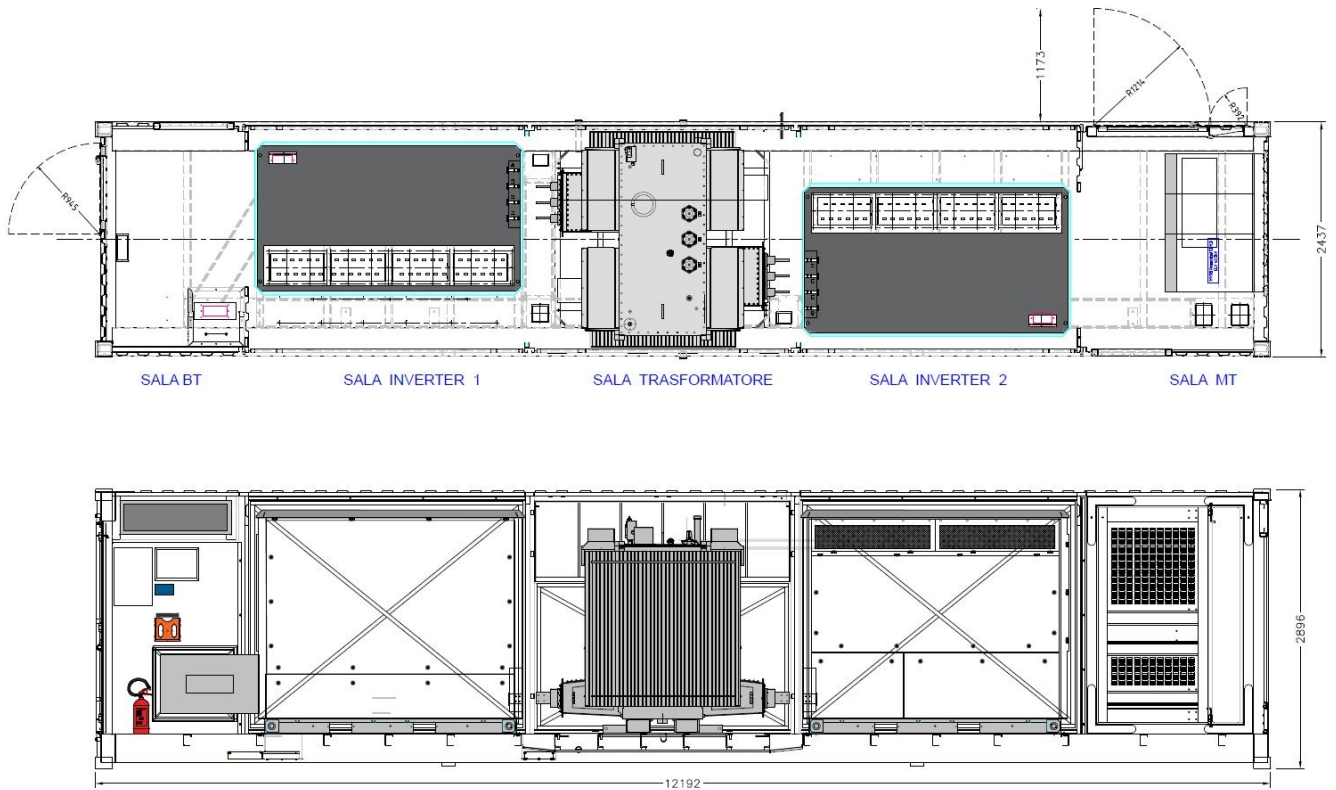 1173
R1214
R392
R945
2437
SALA BT
SALA INVERTER 1
SALA TRASFORMATORE
SALA INVERTER 2
SALA MT
2896
12192